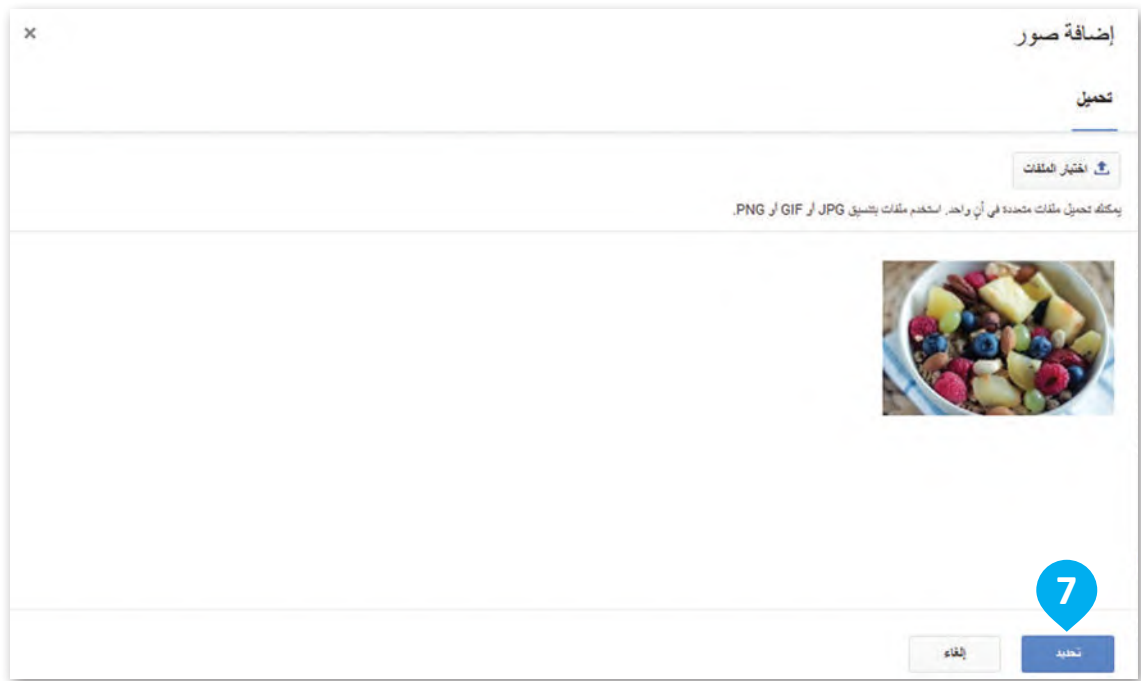 إضافة صور
×
تحميل
اختيار الملفات
يمكنك تحميل ملفات متعددة في آنٍ واحد. استخدم ملفات بتنسيق JPG أو GIF أو PNG.
7
تحديد
إلغاء